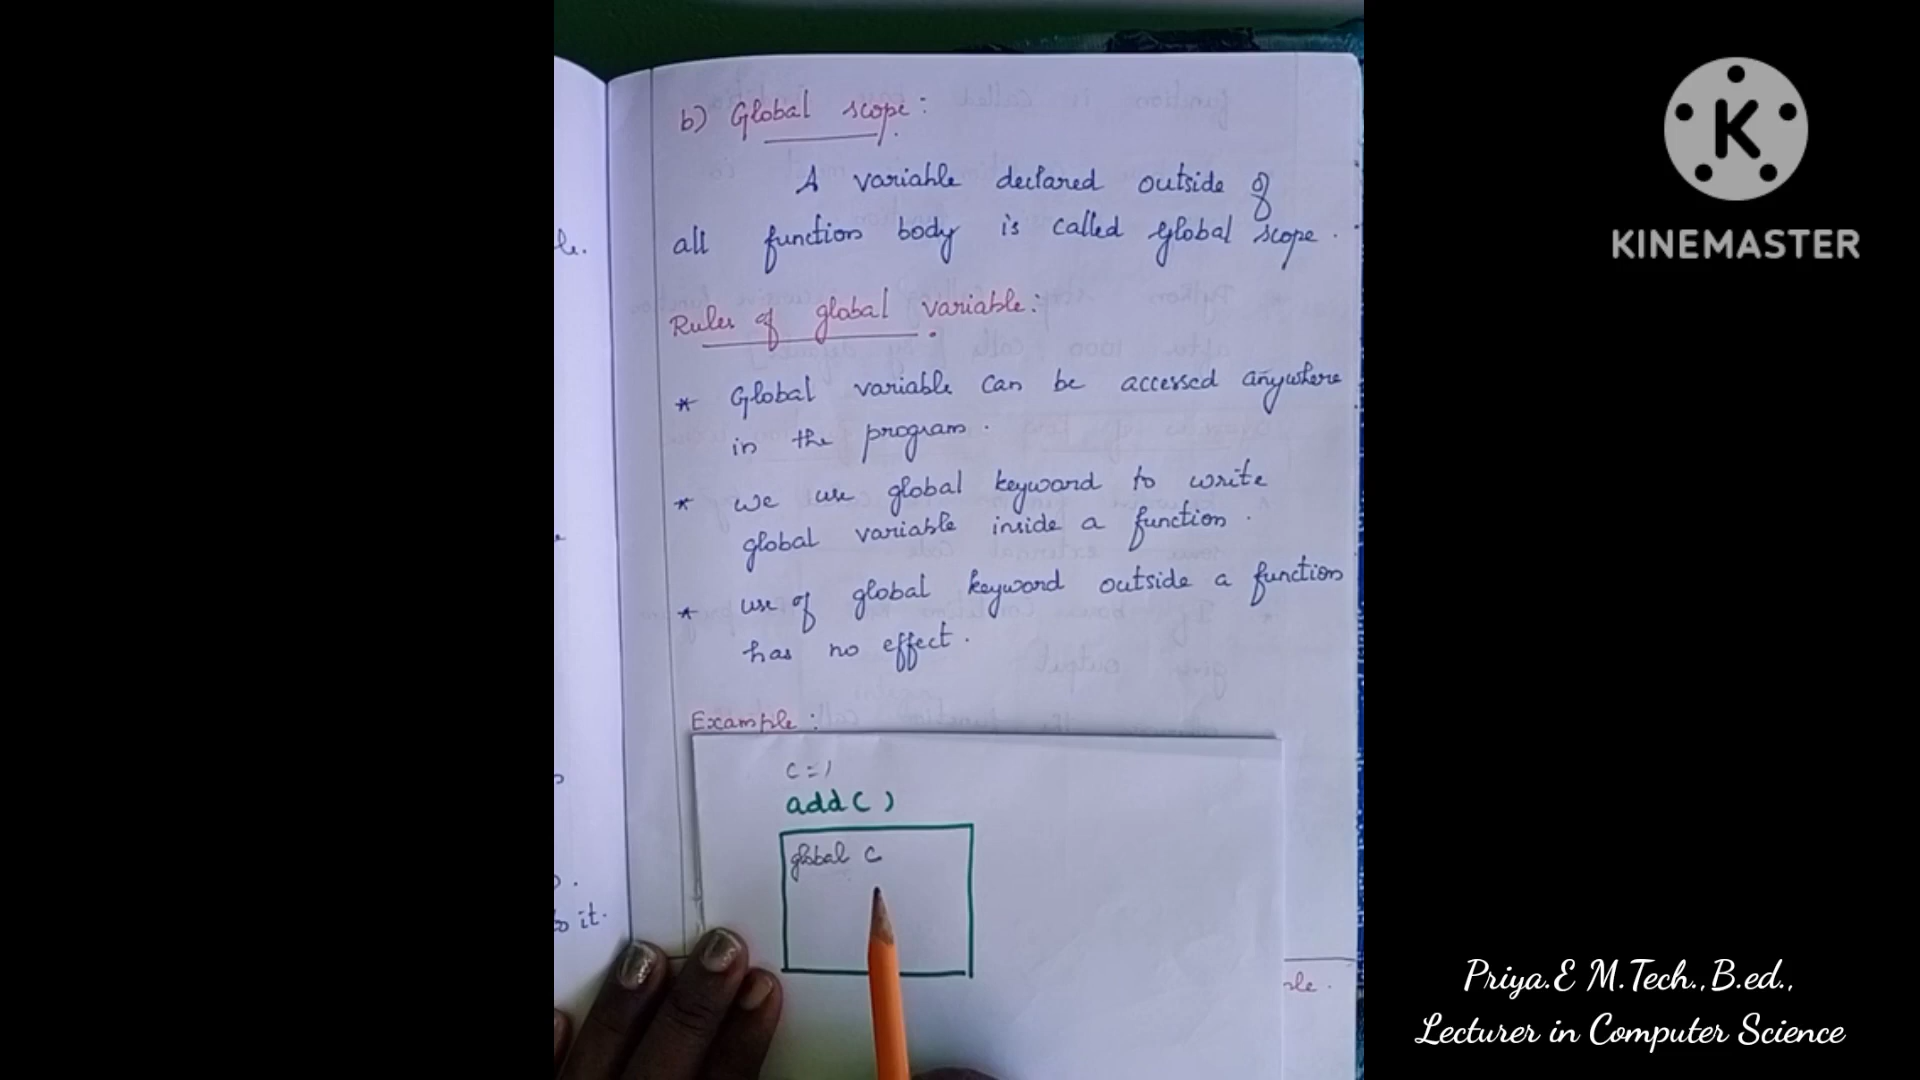 b) Global scope:
A variable declared outside of
all function body is called global scope.
Rules of global variable:
* Global variable can be accessed anywhere
in the program.
* we use global keyword to write
global variable inside a function.
* use of global keyword outside a function
has no effect.
Example:
c=1
add()
global c
to it.
KINEMASTER
Priya.E M.Tech.,B.ed.,
Lecturer in Computer Science